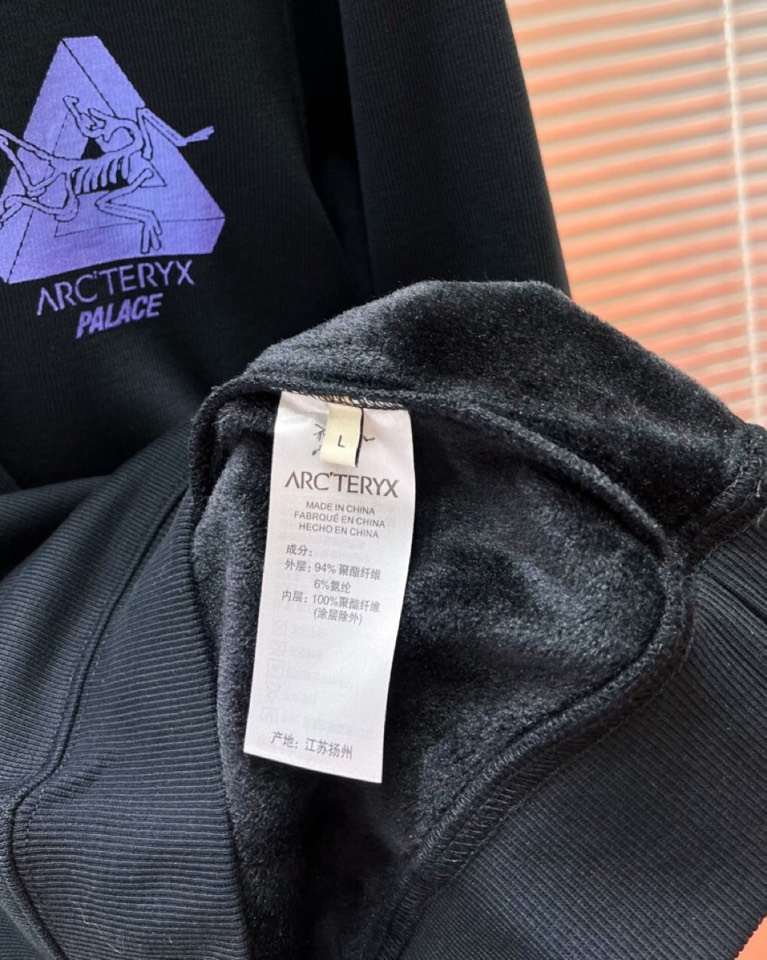 ARC'TERYX
PALACE
L
ARC'TERYX
MADE IN CHINA
FABRIQUÉ EN CHINA
HECHO EN CHINA
成分:
外层: 94% 聚酯纤维
6%氨纶
内层: 100%聚酯纤维
(涂层除外)
产地: 江苏扬州